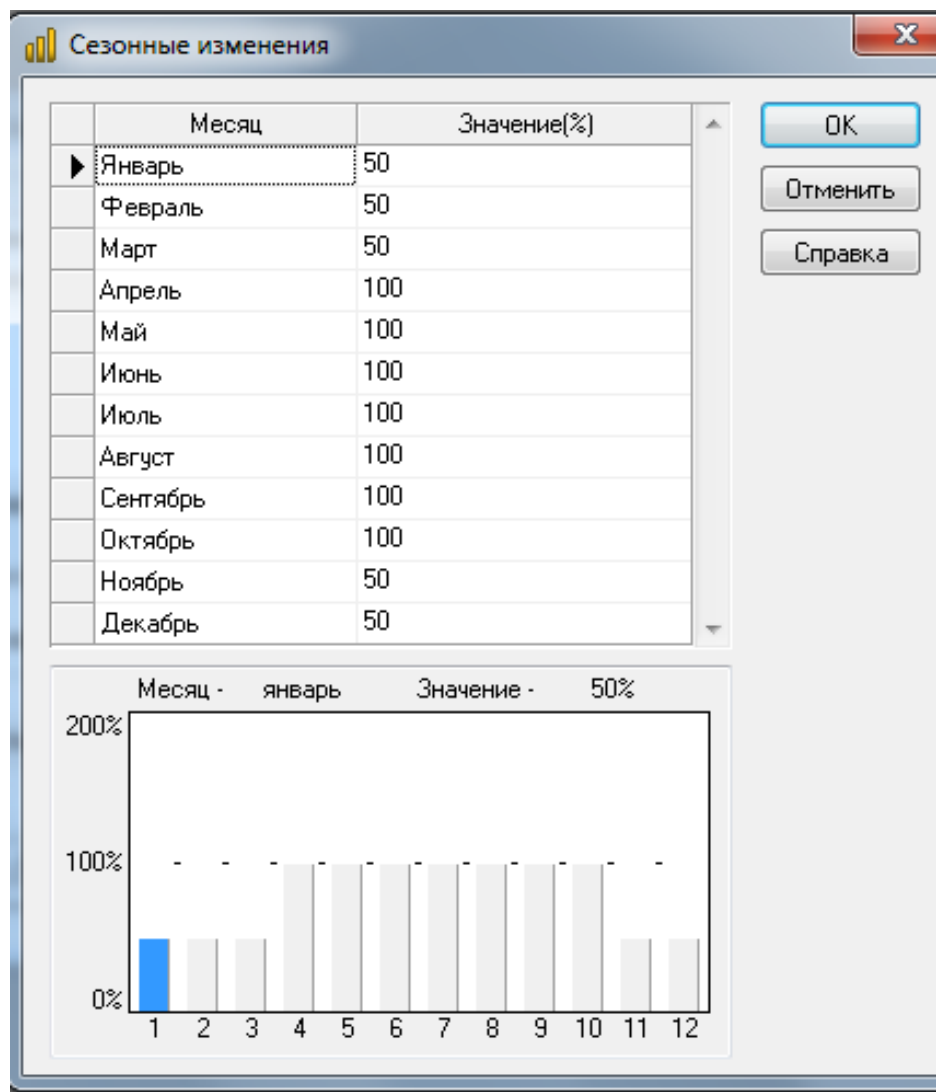 Сезонные изменения
Месяц Значение(%)
Январь 50
Февраль 50
Март 50
Апрель 100
Май 100
Июнь 100
Июль 100
Август 100
Сентябрь 100
Октябрь 100
Ноябрь 50
Декабрь 50
OK
Отменить
Справка
Месяц - январь Значение - 50%
200%
100%
0%
1 2 3 4 5 6 7 8 9 10 11 12